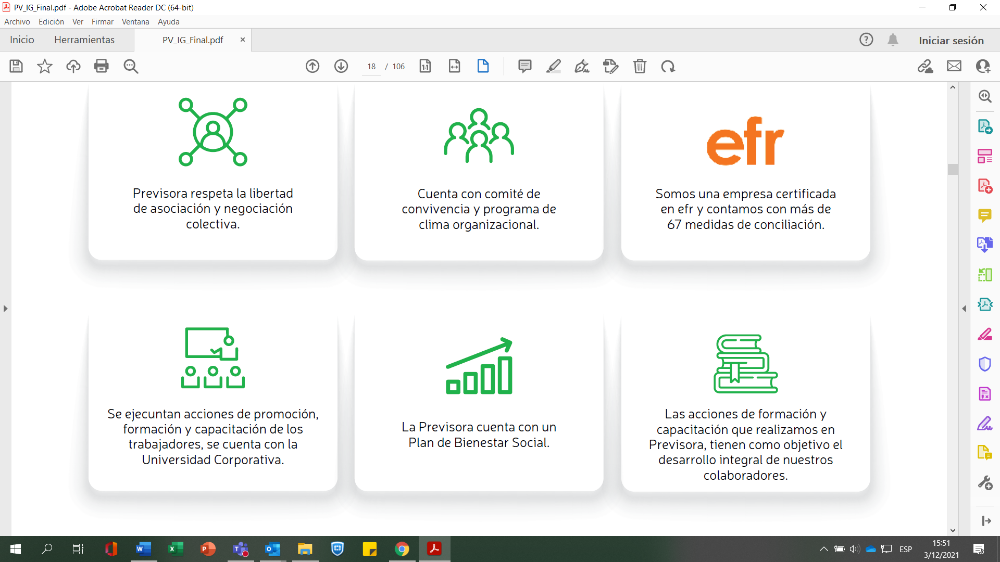 PV_IG_Final.pdf - Adobe Acrobat Reader DC (64-bit)
Archivo Edición Ver Firmar Ventana Ayuda
Inicio Herramientas PV_IG_Final.pdf × Iniciar sesión
18 / 106
Previsora respeta la libertad
de asociación y negociación
colectiva.
Cuenta con comité de
convivencia y programa de
clima organizacional.
efr
Somos una empresa certificada
en efr y contamos con más de
67 medidas de conciliación.
Se ejecuntan acciones de promoción,
formación y capacitación de los
trabajadores, se cuenta con la
Universidad Corporativa.
La Previsora cuenta con un
Plan de Bienestar Social.
Las acciones de formación y
capacitación que realizamos en
Previsora, tienen como objetivo el
desarrollo integral de nuestros
colaboradores.
ESP
15:51
3/12/2021